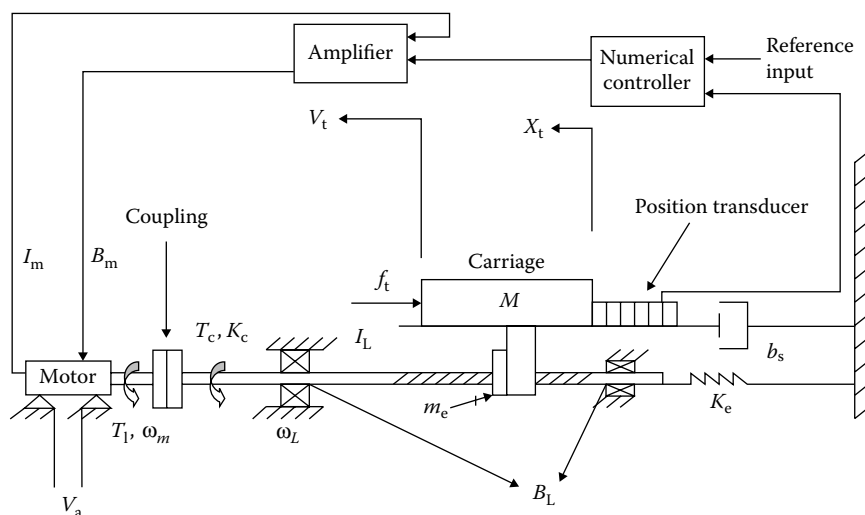 Amplifier
Numerical
controller
Reference
input
V_t
X_t
Coupling
Position transducer
I_m
B_m
Carriage
f_t
M
T_c, K_c
I_L
b_s
Motor
m_e
K_e
T_l, ω_m
ω_L
B_L
V_a